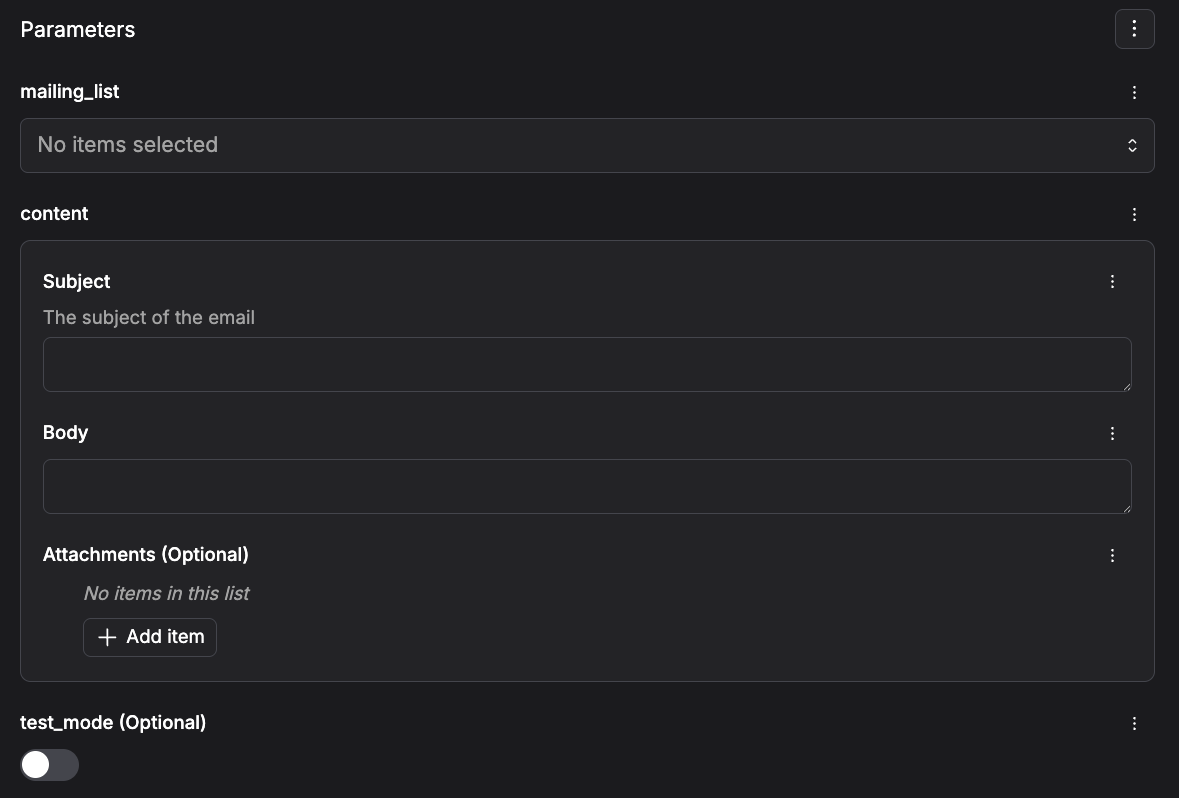 Parameters
mailing_list
No items selected
content
Subject
The subject of the email
Body
Attachments (Optional)
No items in this list
Add item
test_mode (Optional)